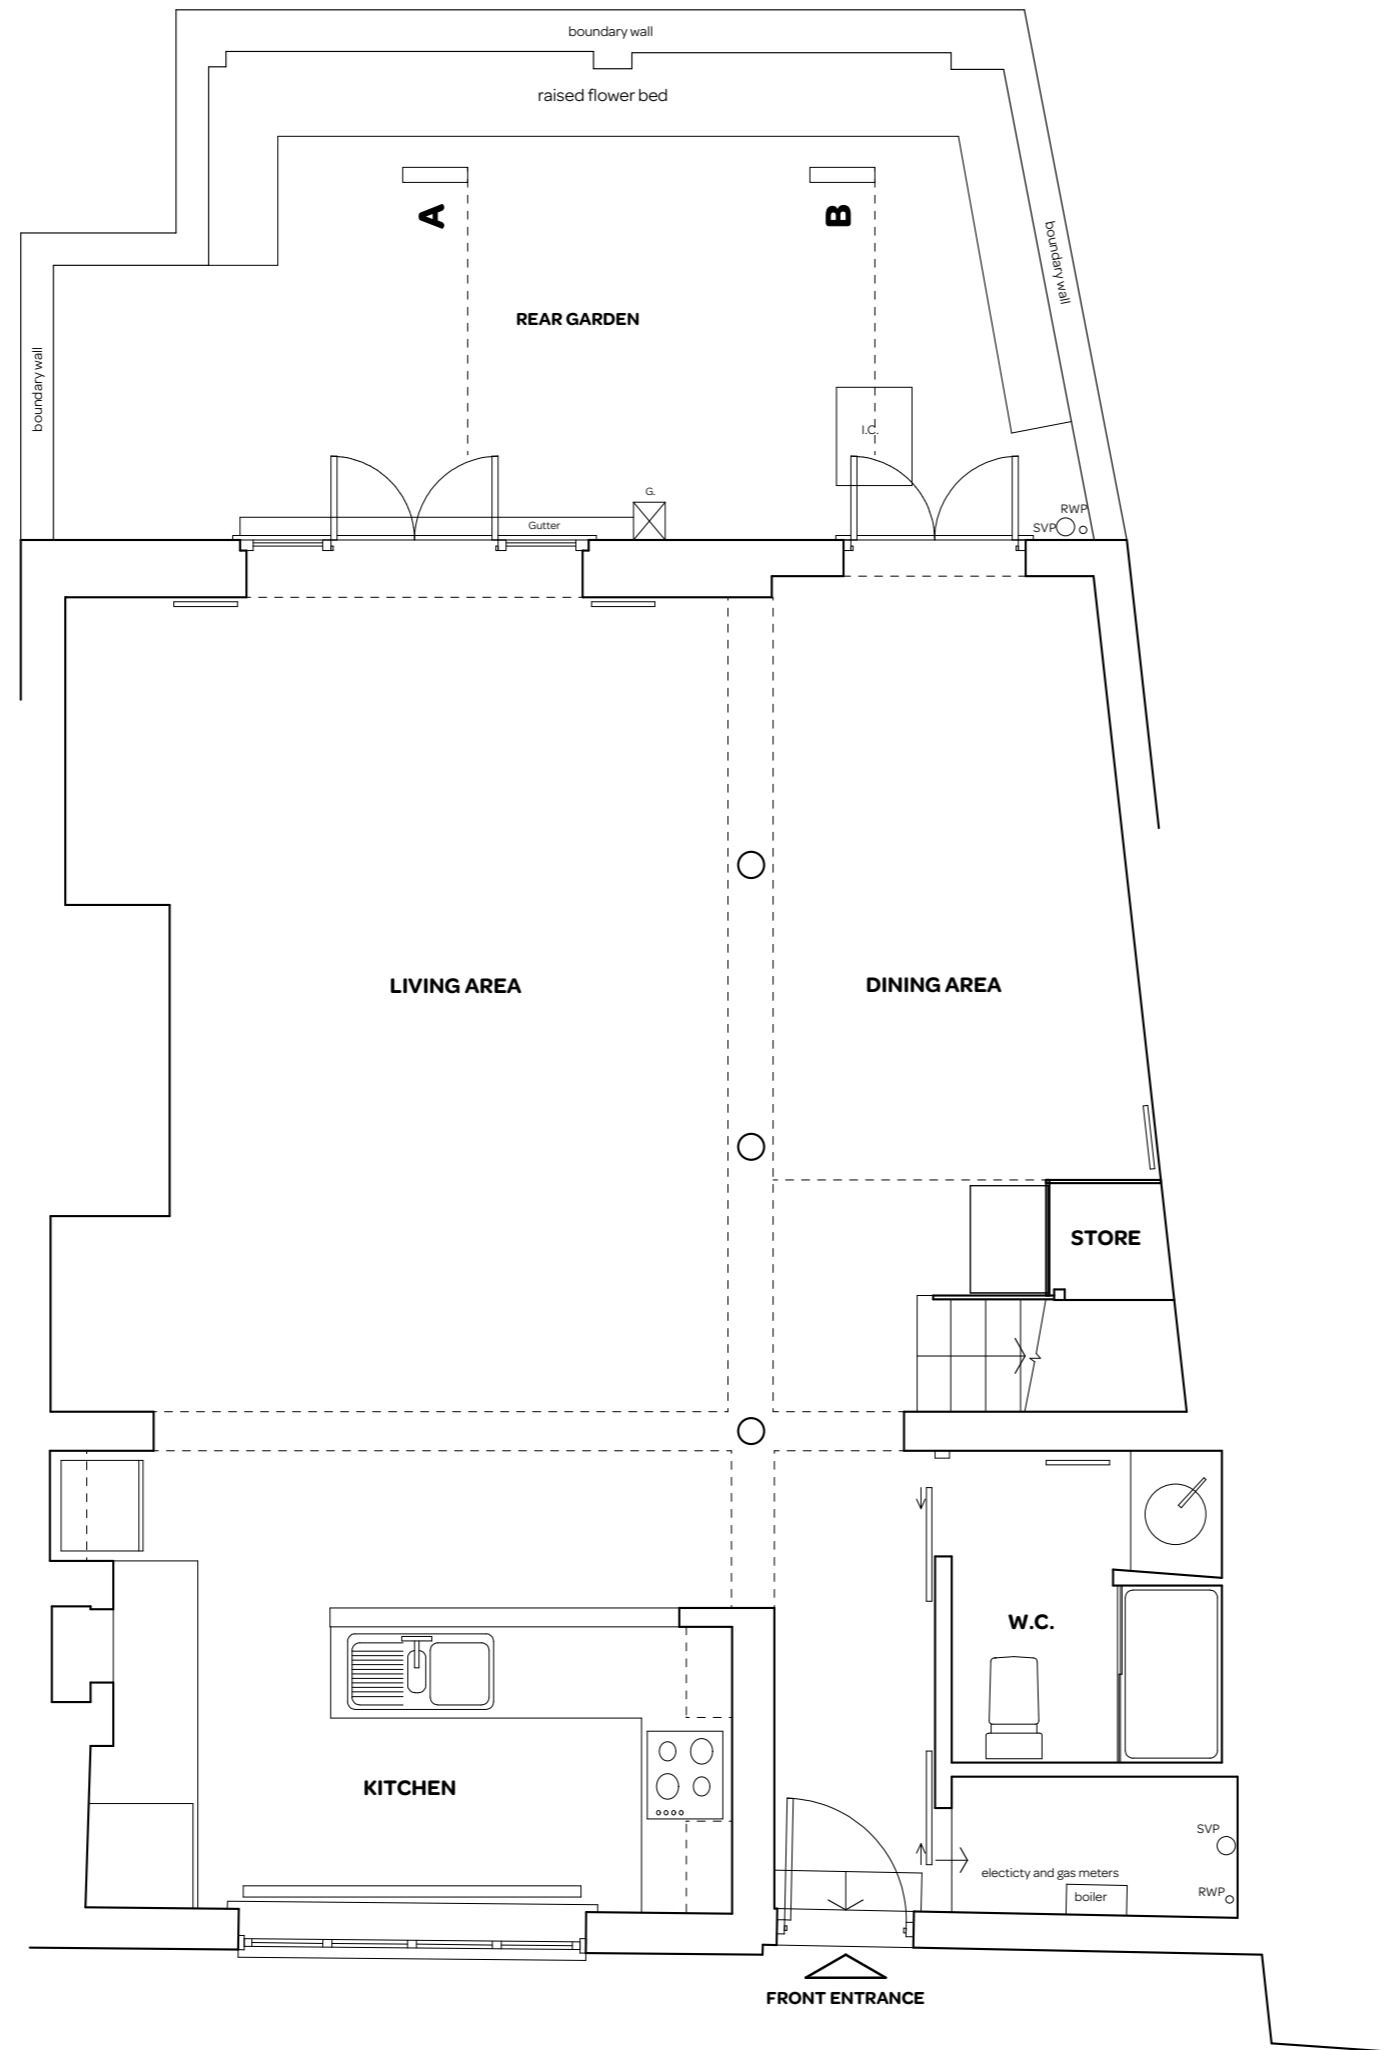 boundary wall
raised flower bed
A
B
boundary wall
REAR GARDEN
boundary wall
I.C.
G.
Gutter
RWP
SVP
LIVING AREA
DINING AREA
STORE
W.C.
KITCHEN
SVP
electicty and gas meters
boiler
RWP
FRONT ENTRANCE